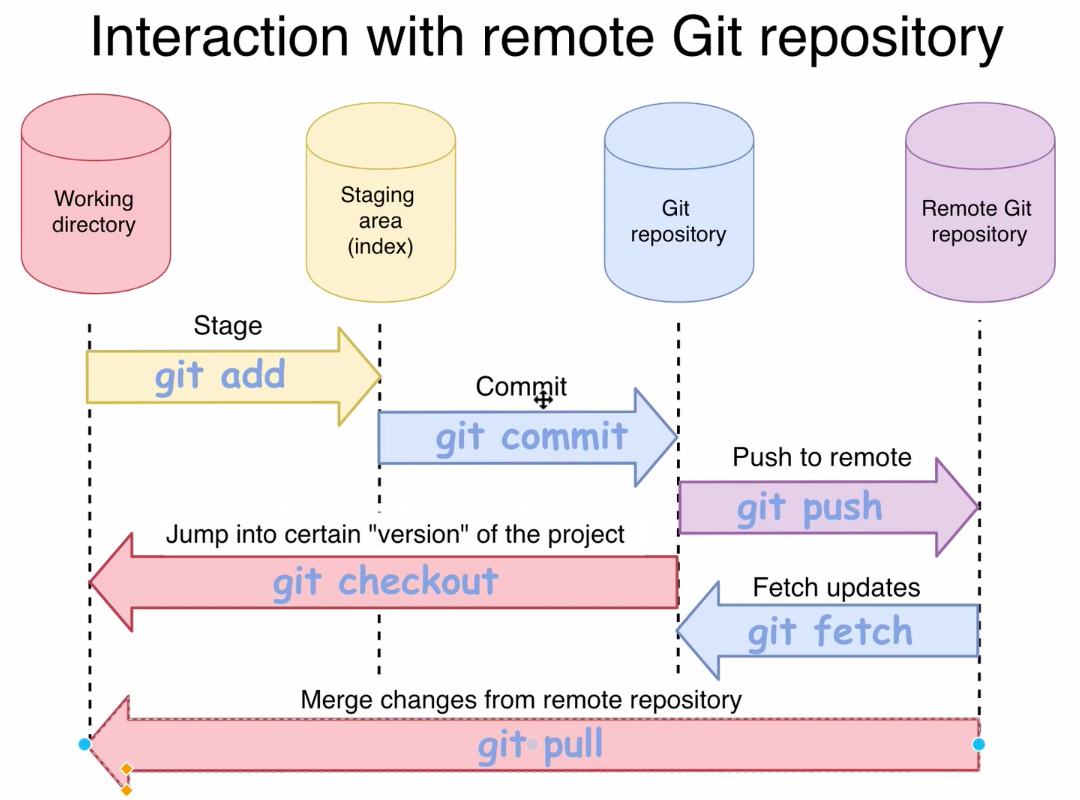 Interaction with remote Git repository
Working
directory
Staging
area
(index)
Git
repository
Remote Git
repository
Stage
git add
Commit
git commit
Push to remote
git push
Jump into certain "version" of the project
git checkout
Fetch updates
git fetch
Merge changes from remote repository
git pull